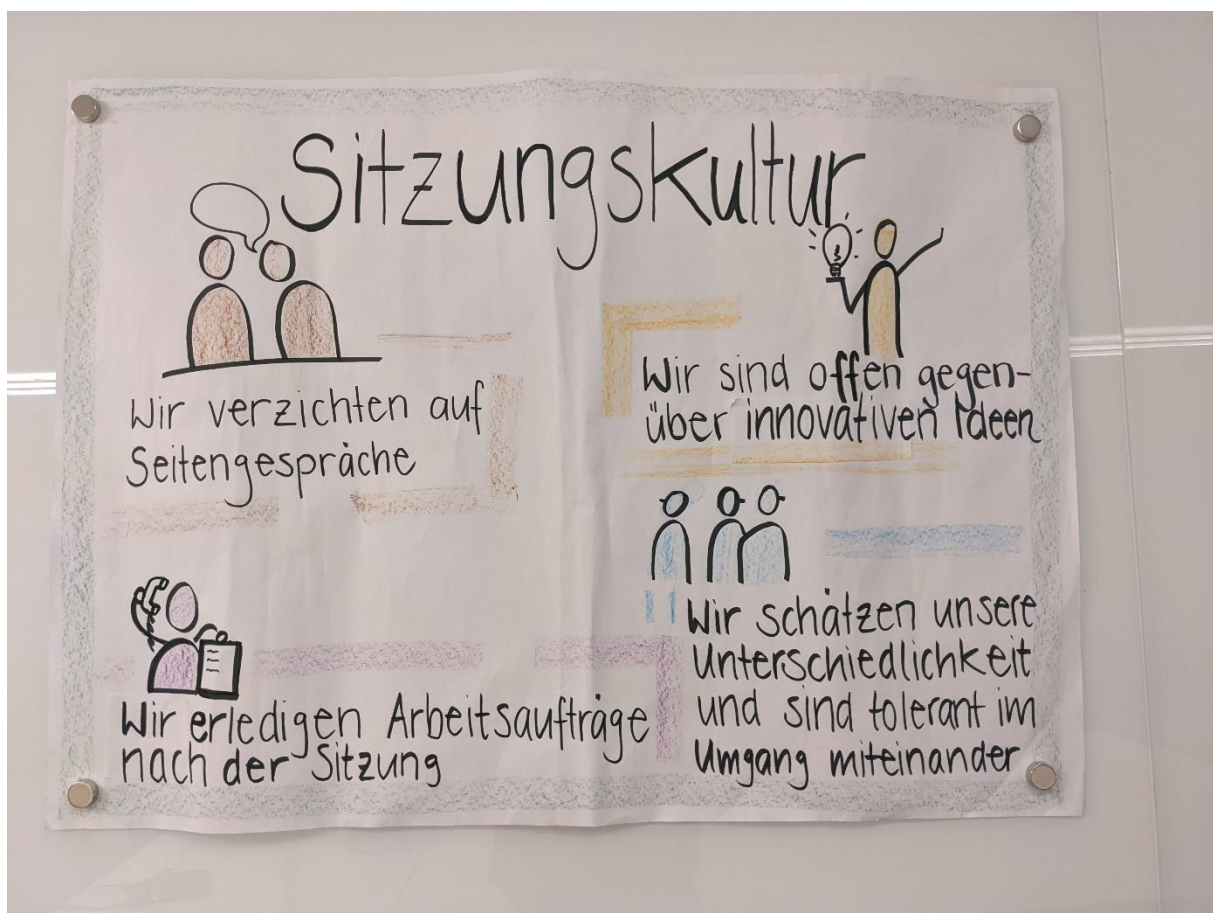 Sitzungskultur
Wir verzichten auf
Seitengespräche
Wir sind offen gegen-
über innovativen Ideen
Wir erledigen Arbeitsaufträge
nach der Sitzung
Wir schätzen unsere
Unterschiedlichkeit
und sind tolerant im
Umgang miteinander